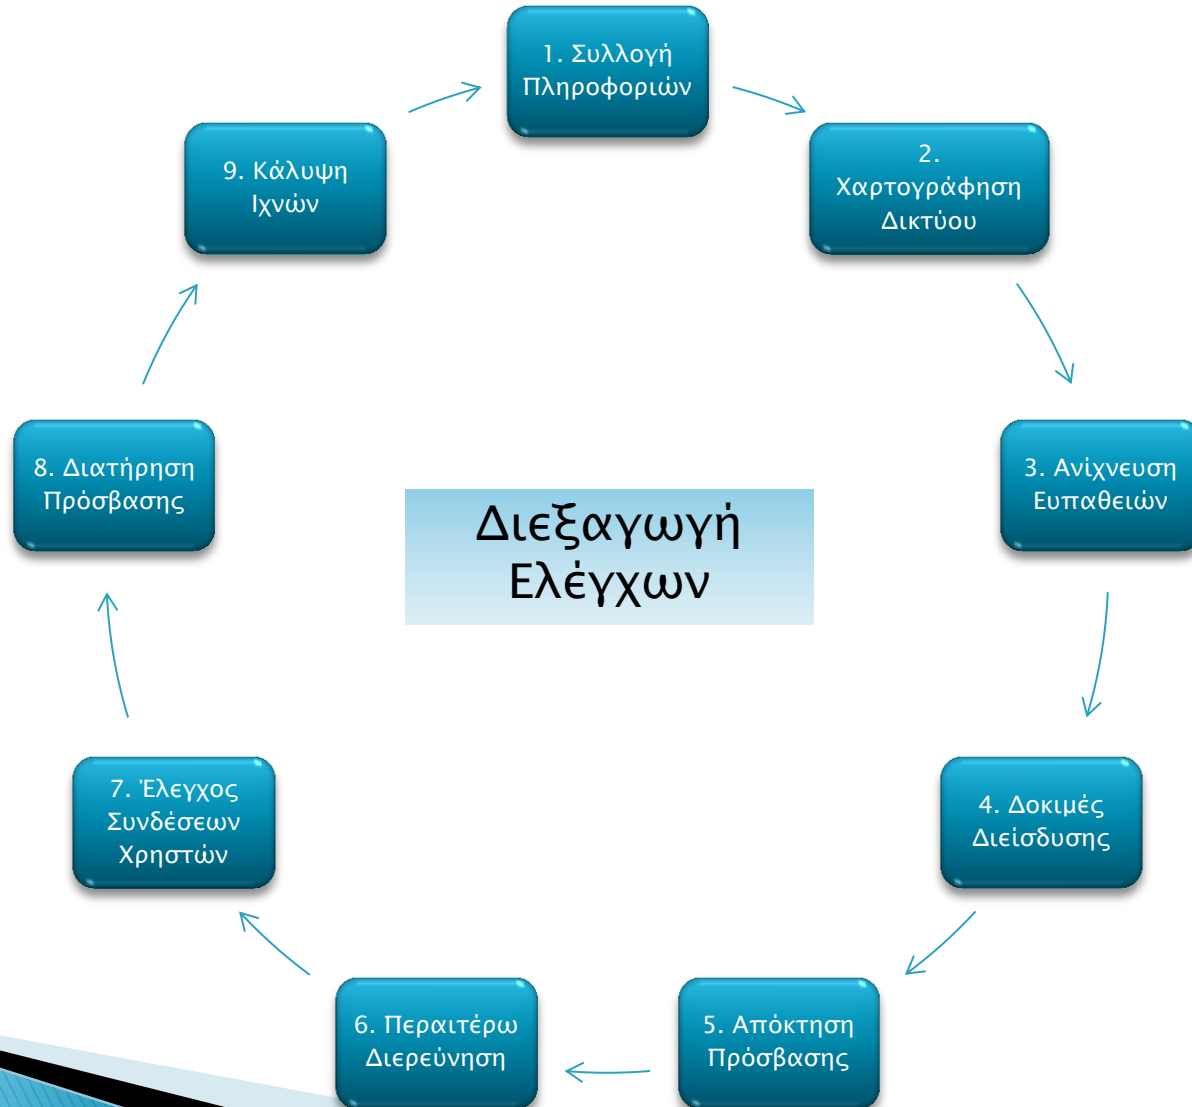 1. Συλλογή
Πληροφοριών
2.
Χαρτογράφηση
Δικτύου
3. Ανίχνευση
Ευπαθειών
4. Δοκιμές
Διείσδυσης
5. Απόκτηση
Πρόσβασης
6. Περαιτέρω
Διερεύνηση
7. Έλεγχος
Συνδέσεων
Χρηστών
8. Διατήρηση
Πρόσβασης
9. Κάλυψη
Ιχνών
Διεξαγωγή
Ελέγχων